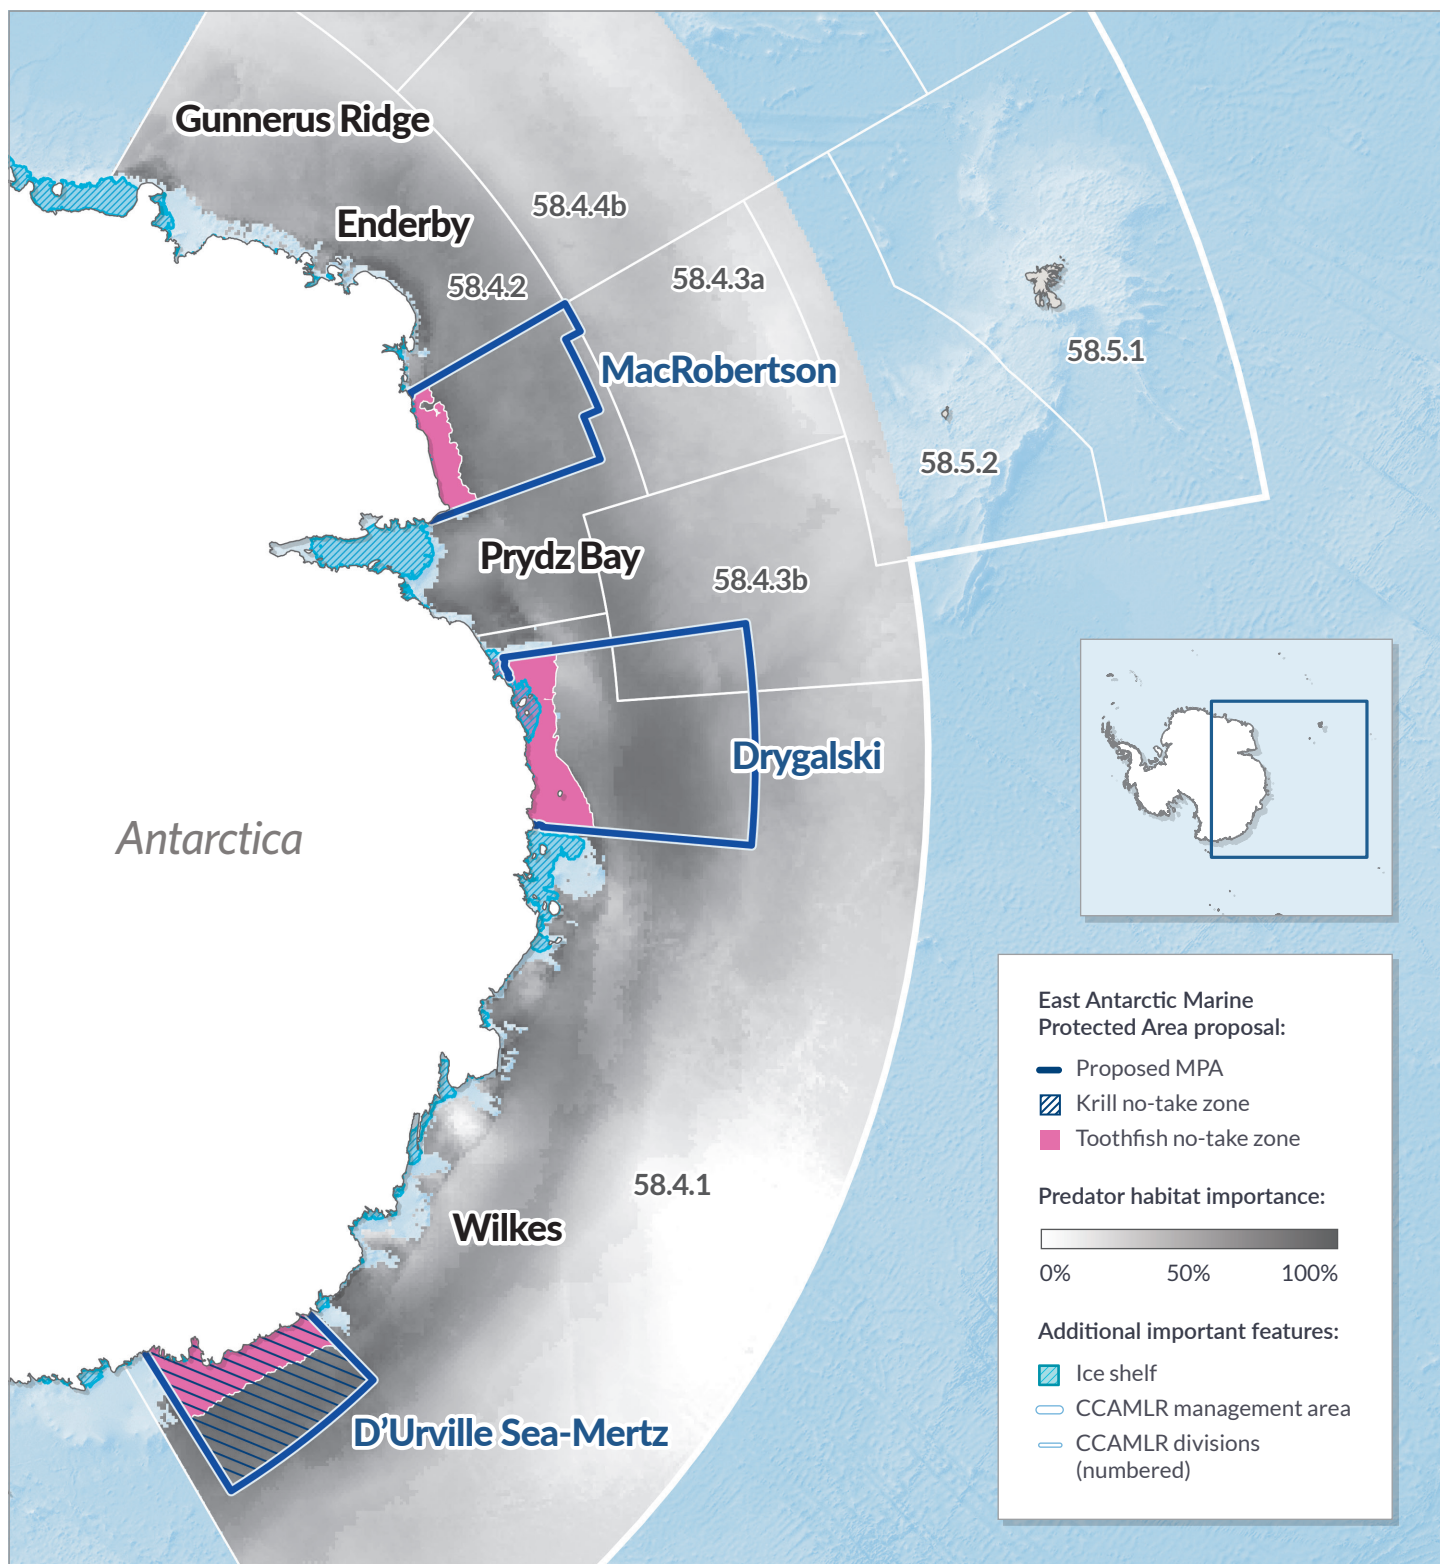 Gunnerus Ridge
58.4.4b
Enderby
58.4.3a
58.4.2
58.5.1
MacRobertson
58.5.2
Prydz Bay
58.4.3b
Drygalski
Antarctica
58.4.1
Wilkes
D'Urville Sea-Mertz
East Antarctic Marine
Protected Area proposal:
Proposed MPA
Krill no-take zone
Toothfish no-take zone
Predator habitat importance:
0% 50% 100%
Additional important features:
Ice shelf
CCAMLR management area
CCAMLR divisions
(numbered)